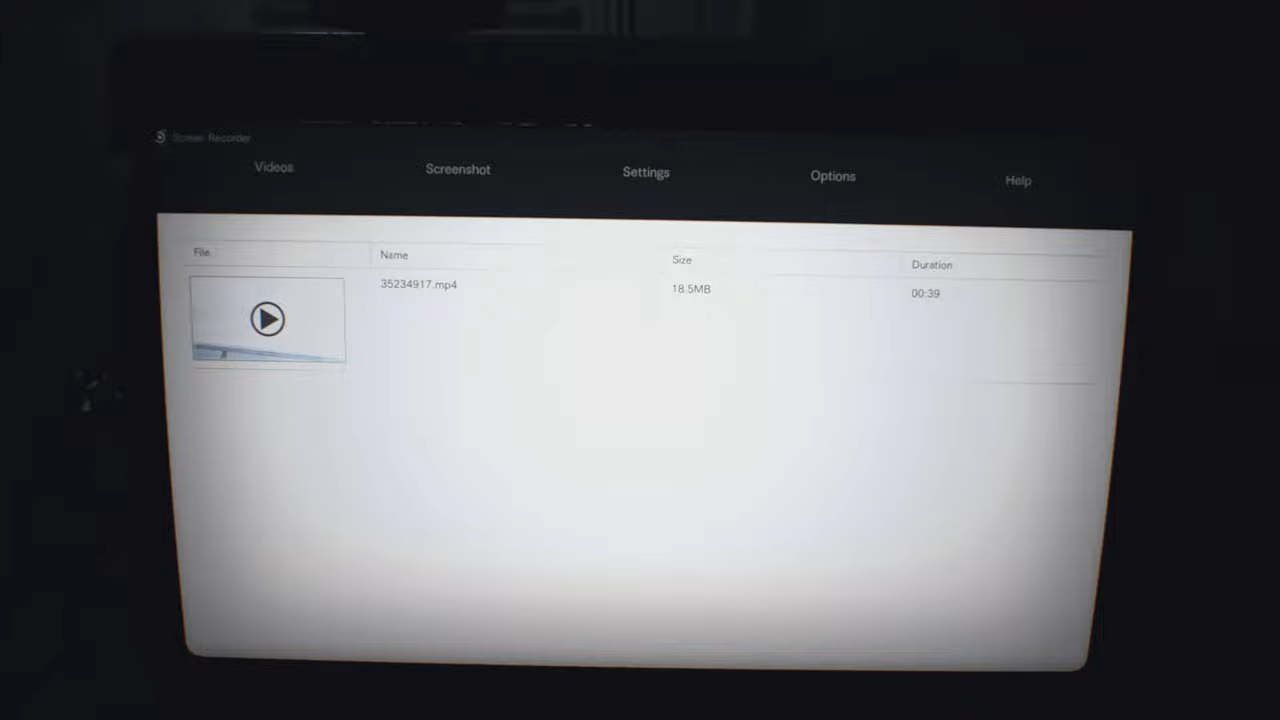 Screen Recorder
Videos Screenshot Settings Options Help
File Name Size Duration
35234917.mp4 18.5MB 00:39